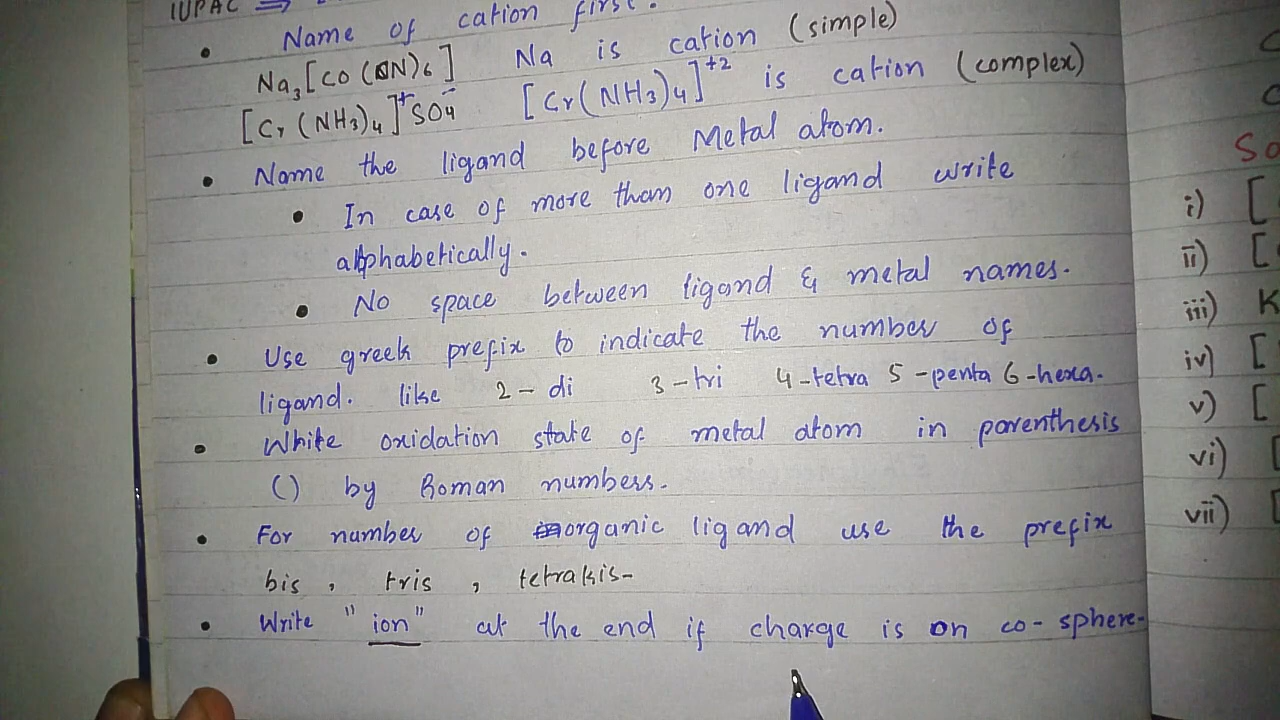 IUPAC ⇒
• Name of cation first.
Na₃[CO(CN)₆] Na is cation (simple)
[Cr(NH₃)₄]⁺SO₄⁻ [Cr(NH₃)₄]⁺² is cation (complex)
• Name the ligand before Metal atom.
• In case of more than one ligand write
alphabetically.
• No space between ligand & metal names.
• Use greek prefix to indicate the number of
ligand. like 2 - di 3 - tri 4 - tetra 5 - penta 6 - hexa.
• Write oxidation state of metal atom in parenthesis
() by Roman numbers.
• For number of organic ligand use the prefix
bis , tris , tetrakis-
• Write "ion" at the end if charge is on co- sphere-
So
i) [
ii) [
iii) K
iv) [
v) [
vi) [
vii) [